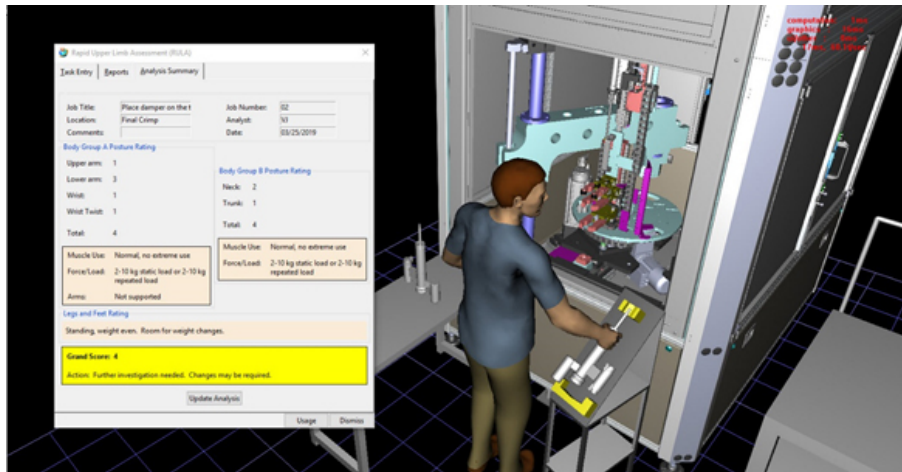 Rapid Upper Limb Assessment (RULA)
Task Entry Reports Analysis Summary
Job Title: Place damper on the t Job Number: 02
Location: Final Crimp Analyst: VJ
Comments: Date: 03/25/2019
Body Group A Posture Rating
Upper arm: 1
Lower arm: 3
Wrist: 1
Wrist Twist: 1
Total: 4
Muscle Use: Normal, no extreme use
Force/Load: 2-10 kg static load or 2-10 kg
repeated load
Arms: Not supported
Body Group B Posture Rating
Neck: 2
Trunk: 1
Total: 4
Muscle Use: Normal, no extreme use
Force/Load: 2-10 kg static load or 2-10 kg
repeated load
Legs and Feet Rating
Standing, weight even. Room for weight changes.
Grand Score: 4
Action: Further investigation needed. Changes may be required.
Update Analysis
Usage Dismiss